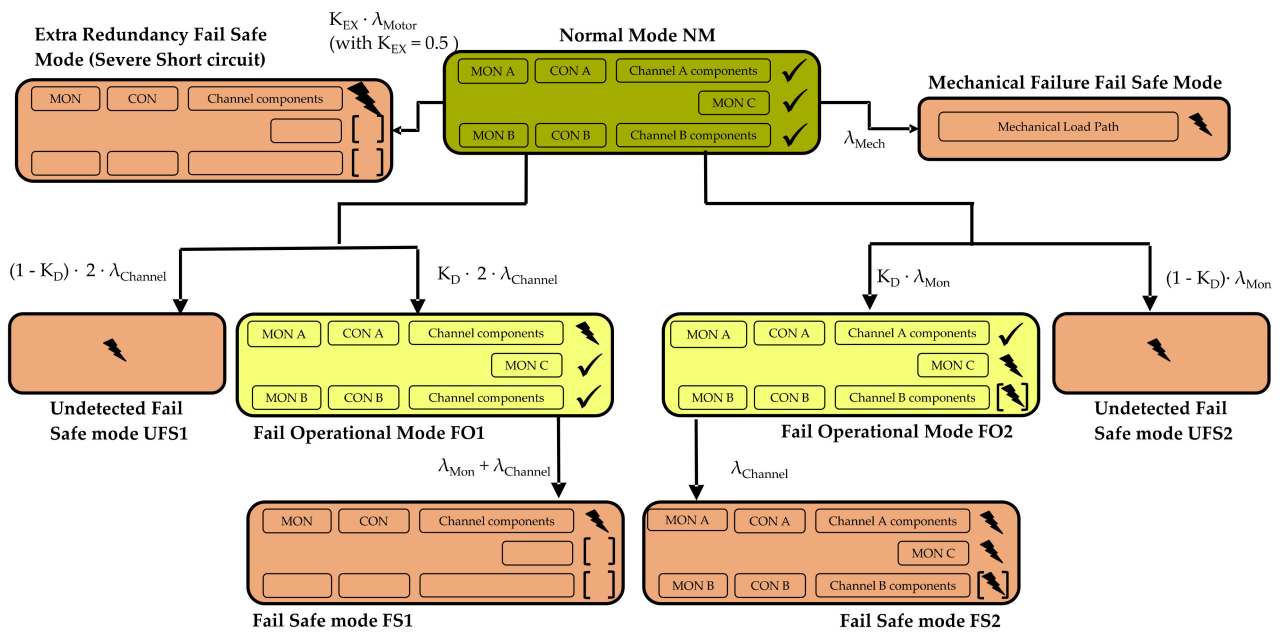 Extra Redundancy Fail Safe
Mode (Severe Short circuit)
K_EX · λ_Motor
(with K_EX = 0.5 )
Normal Mode NM
MON A CON A Channel A components
MON C
MON B CON B Channel B components
MON CON Channel components
Mechanical Failure Fail Safe Mode
Mechanical Load Path
λ_Mech
(1 - K_D) · 2 · λ_Channel
K_D · 2 · λ_Channel
K_D · λ_Mon
(1 - K_D) · λ_Mon
Undetected Fail
Safe mode UFS1
MON A CON A Channel components
MON C
MON B CON B Channel components
Fail Operational Mode FO1
MON A CON A Channel A components
MON C
MON B CON B Channel B components
Fail Operational Mode FO2
Undetected Fail
Safe mode UFS2
λ_Mon + λ_Channel
λ_Channel
MON CON Channel components
Fail Safe mode FS1
MON A CON A Channel A components
MON C
MON B CON B Channel B components
Fail Safe mode FS2